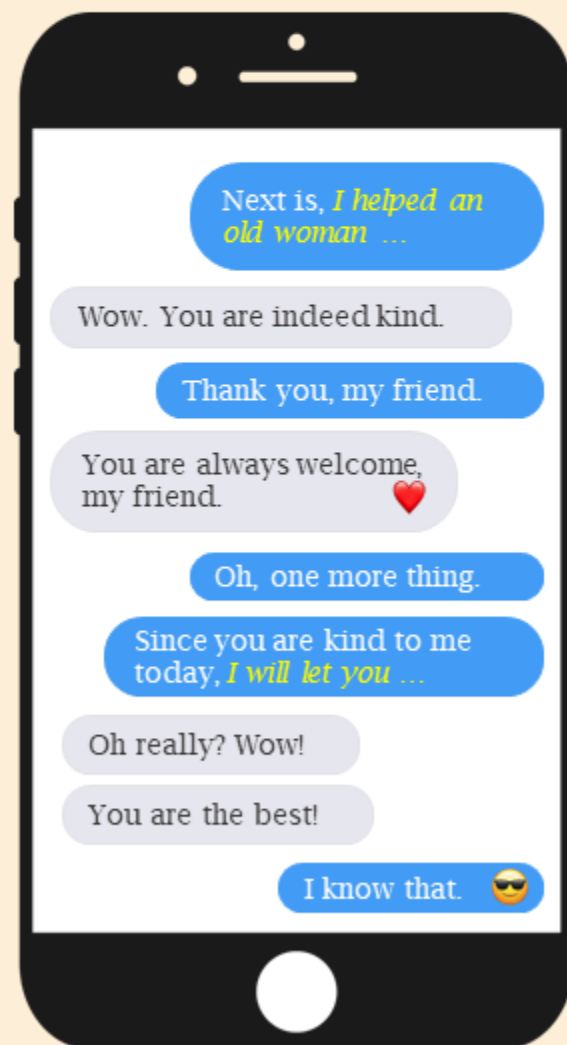 Next is, I helped an
old woman ...
Wow. You are indeed kind.
Thank you, my friend.
You are always welcome,
my friend. ❤️
Oh, one more thing.
Since you are kind to me
today, I will let you ...
Oh really? Wow!
You are the best!
I know that. 😎